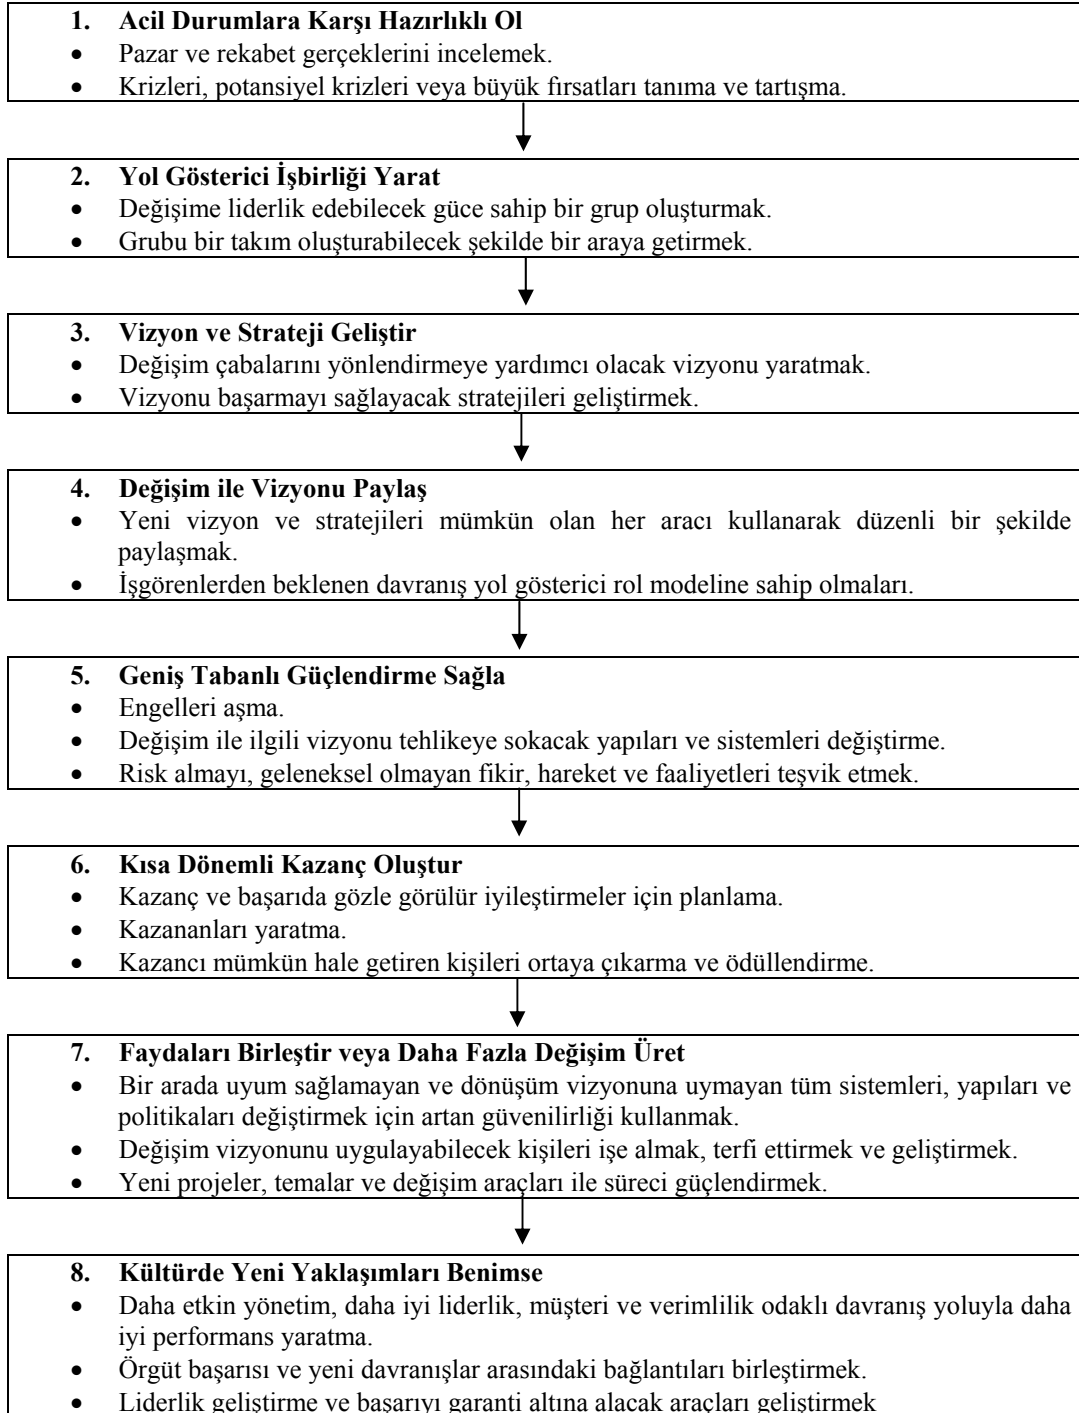 1. Acil Durumlara Karşı Hazırlıklı Ol
• Pazar ve rekabet gerçeklerini incelemek.
• Krizleri, potansiyel krizleri veya büyük fırsatları tanıma ve tartışma.
2. Yol Gösterici İşbirliği Yarat
• Değişime liderlik edebilecek güce sahip bir grup oluşturmak.
• Grubu bir takım oluşturabilecek şekilde bir araya getirmek.
3. Vizyon ve Strateji Geliştir
• Değişim çabalarını yönlendirmeye yardımcı olacak vizyonu yaratmak.
• Vizyonu başarmayı sağlayacak stratejileri geliştirmek.
4. Değişim ile Vizyonu Paylaş
• Yeni vizyon ve stratejileri mümkün olan her aracı kullanarak düzenli bir şekilde
paylaşmak.
• İşgörenlerden beklenen davranış yol gösterici rol modeline sahip olmaları.
5. Geniş Tabanlı Güçlendirme Sağla
• Engelleri aşma.
• Değişim ile ilgili vizyonu tehlikeye sokacak yapıları ve sistemleri değiştirme.
• Risk almayı, geleneksel olmayan fikir, hareket ve faaliyetleri teşvik etmek.
6. Kısa Dönemli Kazanç Oluştur
• Kazanç ve başarıda gözle görülür iyileştirmeler için planlama.
• Kazananları yaratma.
• Kazancı mümkün hale getiren kişileri ortaya çıkarma ve ödüllendirme.
7. Faydaları Birleştir veya Daha Fazla Değişim Üret
• Bir arada uyum sağlamayan ve dönüşüm vizyonuna uymayan tüm sistemleri, yapıları ve
politikaları değiştirmek için artan güvenilirliği kullanmak.
• Değişim vizyonunu uygulayabilecek kişileri işe almak, terfi ettirmek ve geliştirmek.
• Yeni projeler, temalar ve değişim araçları ile süreci güçlendirmek.
8. Kültürde Yeni Yaklaşımları Benimse
• Daha etkin yönetim, daha iyi liderlik, müşteri ve verimlilik odaklı davranış yoluyla daha
iyi performans yaratma.
• Örgüt başarısı ve yeni davranışlar arasındaki bağlantıları birleştirmek.
• Liderlik geliştirme ve başarıyı garanti altına alacak araçları geliştirmek